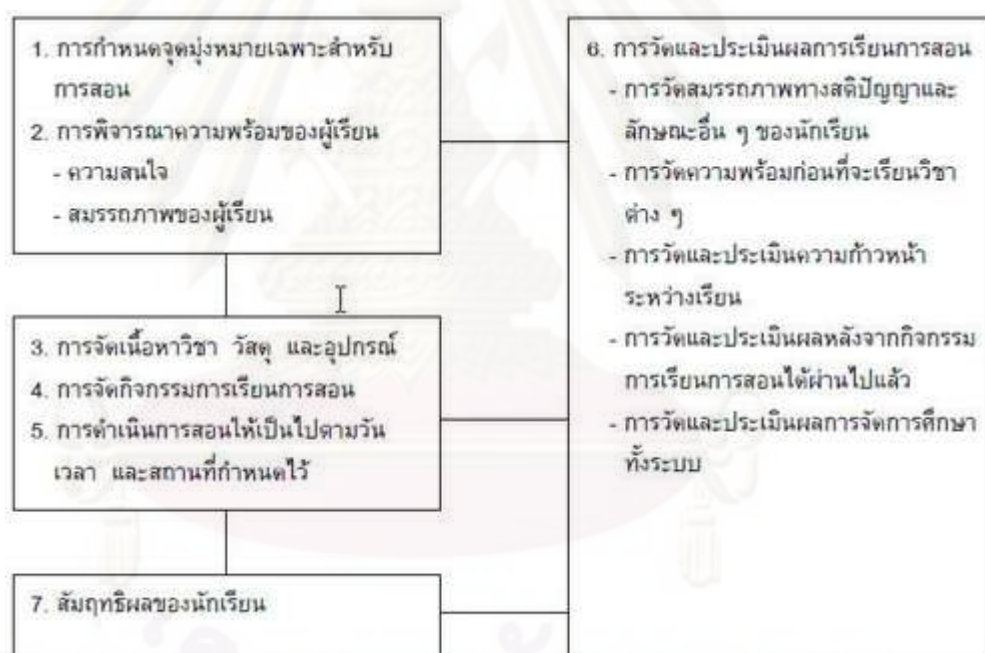 1. การกำหนดจุดมุ่งหมายเฉพาะสำหรับ
การสอน
2. การพิจารณาความพร้อมของผู้เรียน
- ความสนใจ
- สมรรถภาพของผู้เรียน
3. การจัดเนื้อหาวิชา วัสดุ และอุปกรณ์
4. การจัดกิจกรรมการเรียนการสอน
5. การดำเนินการสอนให้เป็นไปตามวัน
เวลา และสถานที่กำหนดไว้
7. สัมฤทธิผลของนักเรียน
6. การวัดและประเมินผลการเรียนการสอน
- การวัดสมรรถภาพทางสติปัญญาและ
ลักษณะอื่น ๆ ของนักเรียน
- การวัดความพร้อมก่อนที่จะเรียนวิชา
ต่าง ๆ
- การวัดและประเมินความก้าวหน้า
ระหว่างเรียน
- การวัดและประเมินผลหลังจากกิจกรรม
การเรียนการสอนได้ผ่านไปแล้ว
- การวัดและประเมินผลการจัดการศึกษา
ทั้งระบบ